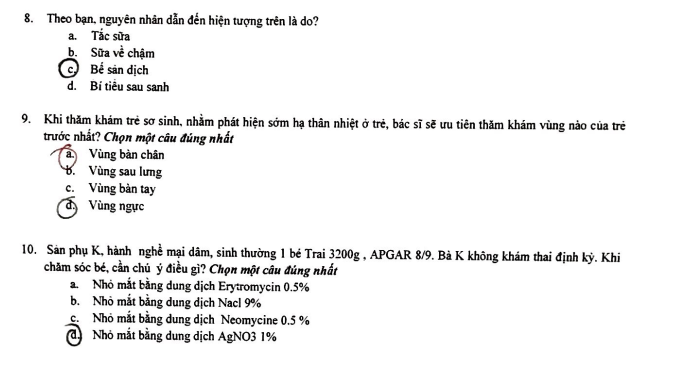 8. Theo bạn, nguyên nhân dẫn đến hiện tượng trên là do?
a. Tắc sữa
b. Sữa về chậm
c. Bế sản dịch
d. Bí tiểu sau sanh
9. Khi thăm khám trẻ sơ sinh, nhằm phát hiện sớm hạ thân nhiệt ở trẻ, bác sĩ sẽ ưu tiên thăm khám vùng nào của trẻ
trước nhất? Chọn một câu đúng nhất
a. Vùng bàn chân
b. Vùng sau lưng
c. Vùng bàn tay
d. Vùng ngực
10. Sản phụ K, hành nghề mại dâm, sinh thường 1 bé Trai 3200g , APGAR 8/9. Bà K không khám thai định kỳ. Khi
chăm sóc bé, cần chú ý điều gì? Chọn một câu đúng nhất
a. Nhỏ mắt bằng dung dịch Erytromycin 0.5%
b. Nhỏ mắt bằng dung dịch Nacl 9%
c. Nhỏ mắt bằng dung dịch Neomycine 0.5 %
d. Nhỏ mắt bằng dung dịch AgNO3 1%